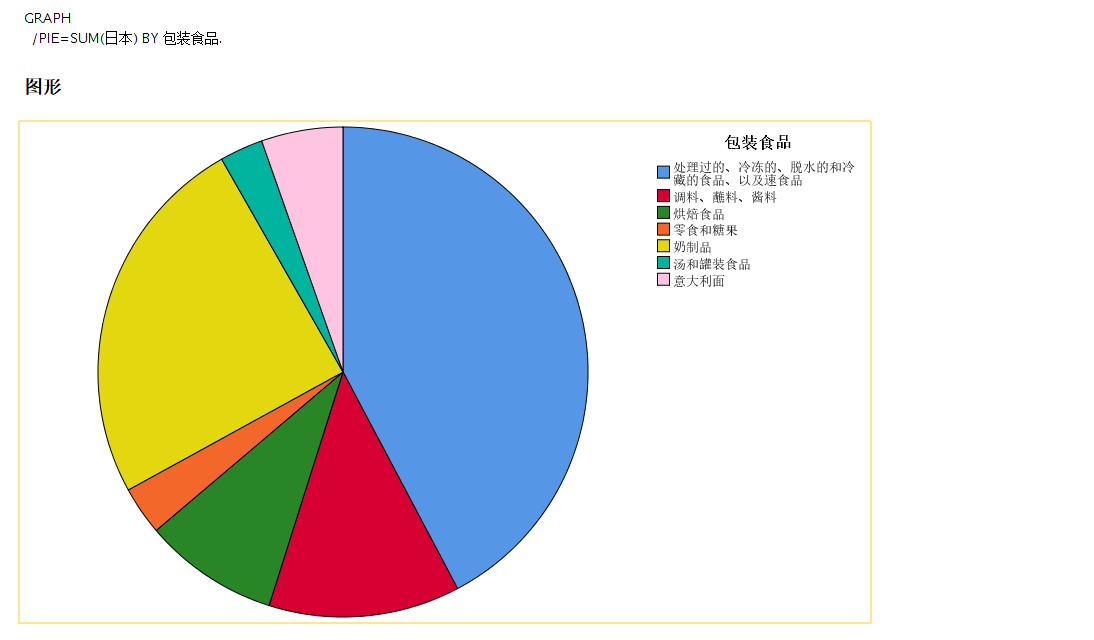 GRAPH
/PIE=SUM(日本) BY 包装食品.
图形
包装食品
处理过的、冷冻的、脱水的和冷
藏的食品、以及速食品
调料、蘸料、酱料
烘焙食品
零食和糖果
奶制品
汤和罐装食品
意大利面